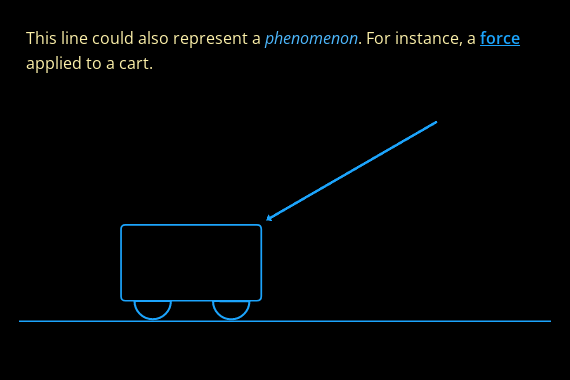 This line could also represent a phenomenon. For instance, a force
applied to a cart.